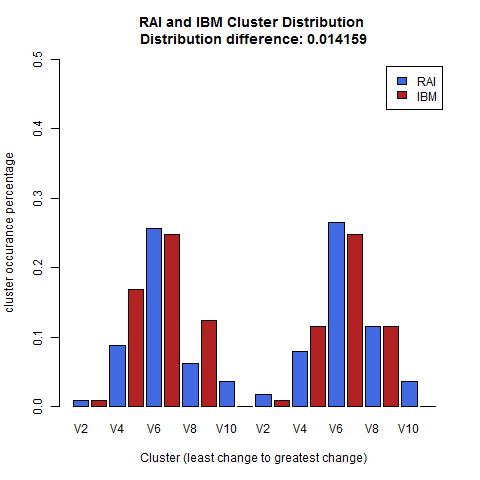 RAI and IBM Cluster Distribution
Distribution difference: 0.014159
RAI
IBM
cluster occurance percentage
0.5
0.4
0.3
0.2
0.1
0.0
V2 V4 V6 V8 V10 V2 V4 V6 V8 V10
Cluster (least change to greatest change)